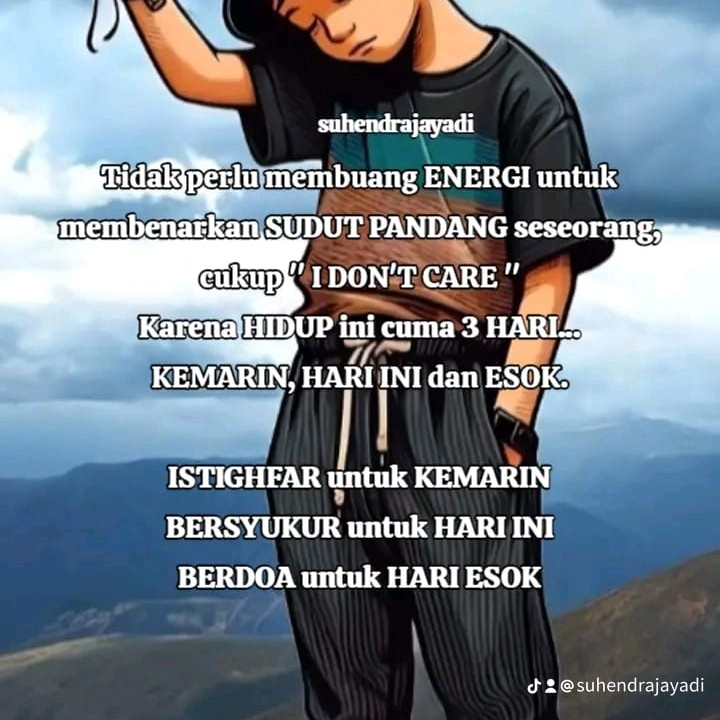 suhendrajayadi
Tidak perlu membuang ENERGI untuk
membenarkan SUDUT PANDANG seseorang,
cukup " I DON'T CARE "
Karena HIDUP ini cuma 3 HARI...
KEMARIN, HARI INI dan ESOK.
ISTIGHFAR untuk KEMARIN
BERSYUKUR untuk HARI INI
BERDOA untuk HARI ESOK
@suhendrajayadi